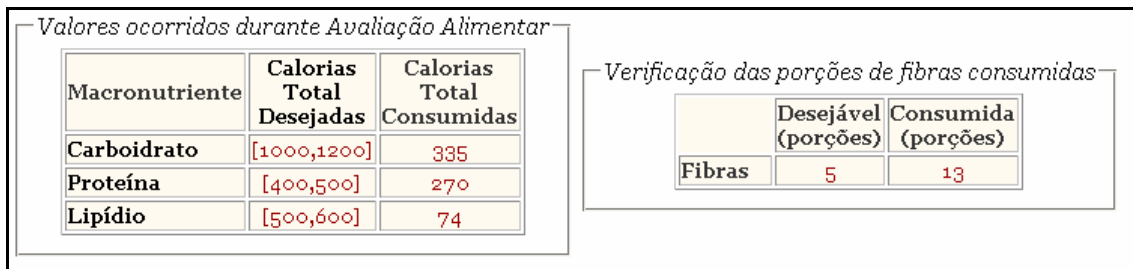 Valores ocorridos durante Avaliação Alimentar
Macronutriente Calorias Total Desejadas Calorias Total Consumidas
Carboidrato [1000,1200] 335
Proteína [400,500] 270
Lipídio [500,600] 74
Verificação das porções de fibras consumidas
Desejável (porções) Consumida (porções)
Fibras 5 13